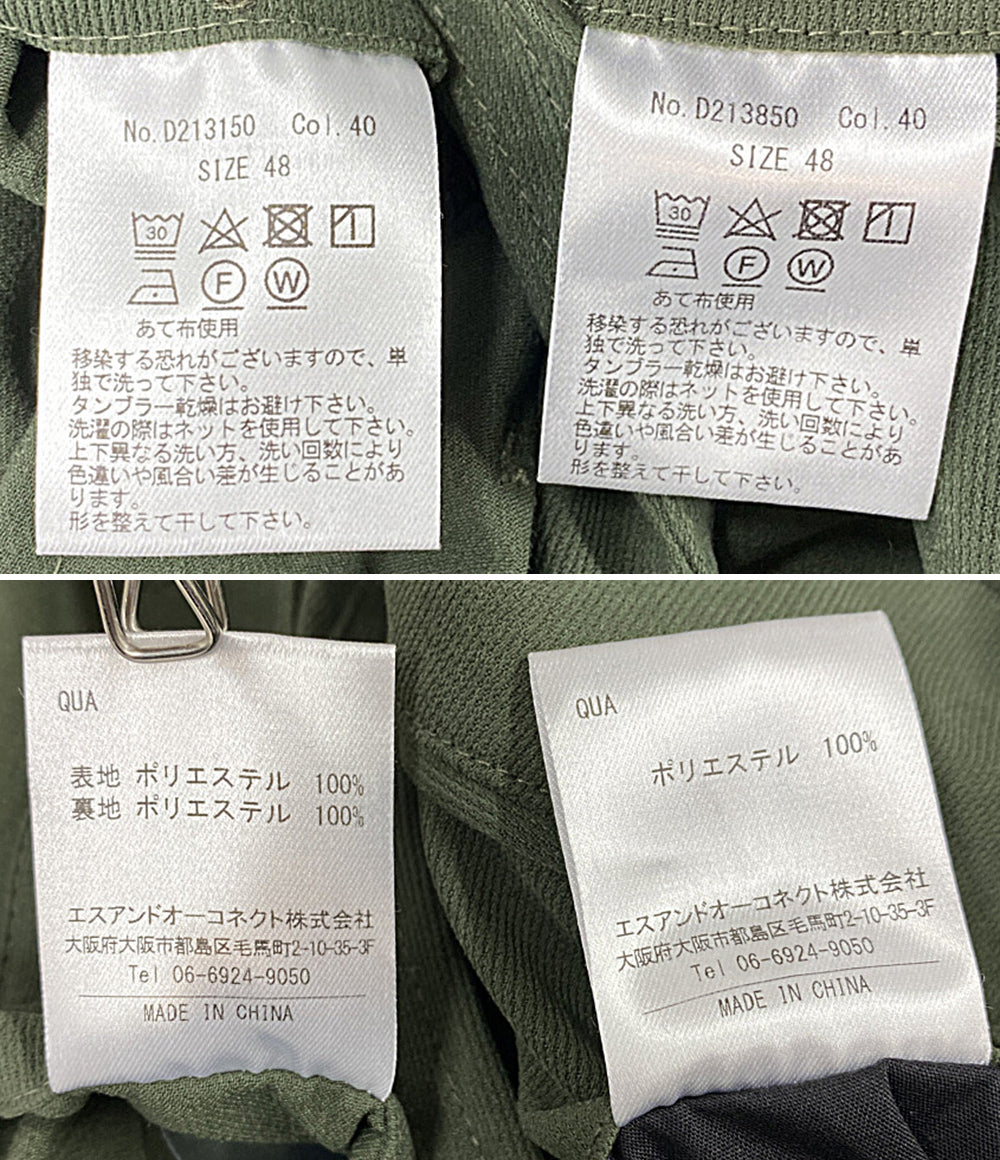 No.D213150 Col.40
SIZE 48
30
F W
あて布使用
移染する恐れがございますので、単
独で洗って下さい。
タンブラー乾燥はお避け下さい。
洗濯の際はネットを使用して下さい。
上下異なる洗い方、洗い回数により
色違いや風合い差が生じることがあ
ります。
形を整えて干して下さい。
No.D213850 Col.40
SIZE 48
30
F W
あて布使用
移染する恐れがございますので、単
独で洗って下さい。
タンブラー乾燥はお避け下さい。
洗濯の際はネットを使用して下さい。
上下異なる洗い方、洗い回数により
色違いや風合い差が生じることがあ
ります。
形を整えて干して下さい。
QUA
表地 ポリエステル 100%
裏地 ポリエステル 100%
エスアンドオーコネクト株式会社
大阪府大阪市都島区毛馬町2-10-35-3F
Tel 06-6924-9050
MADE IN CHINA
QUA
ポリエステル 100%
エスアンドオーコネクト株式会社
大阪府大阪市都島区毛馬町2-10-35-3F
Tel 06-6924-9050
MADE IN CHINA